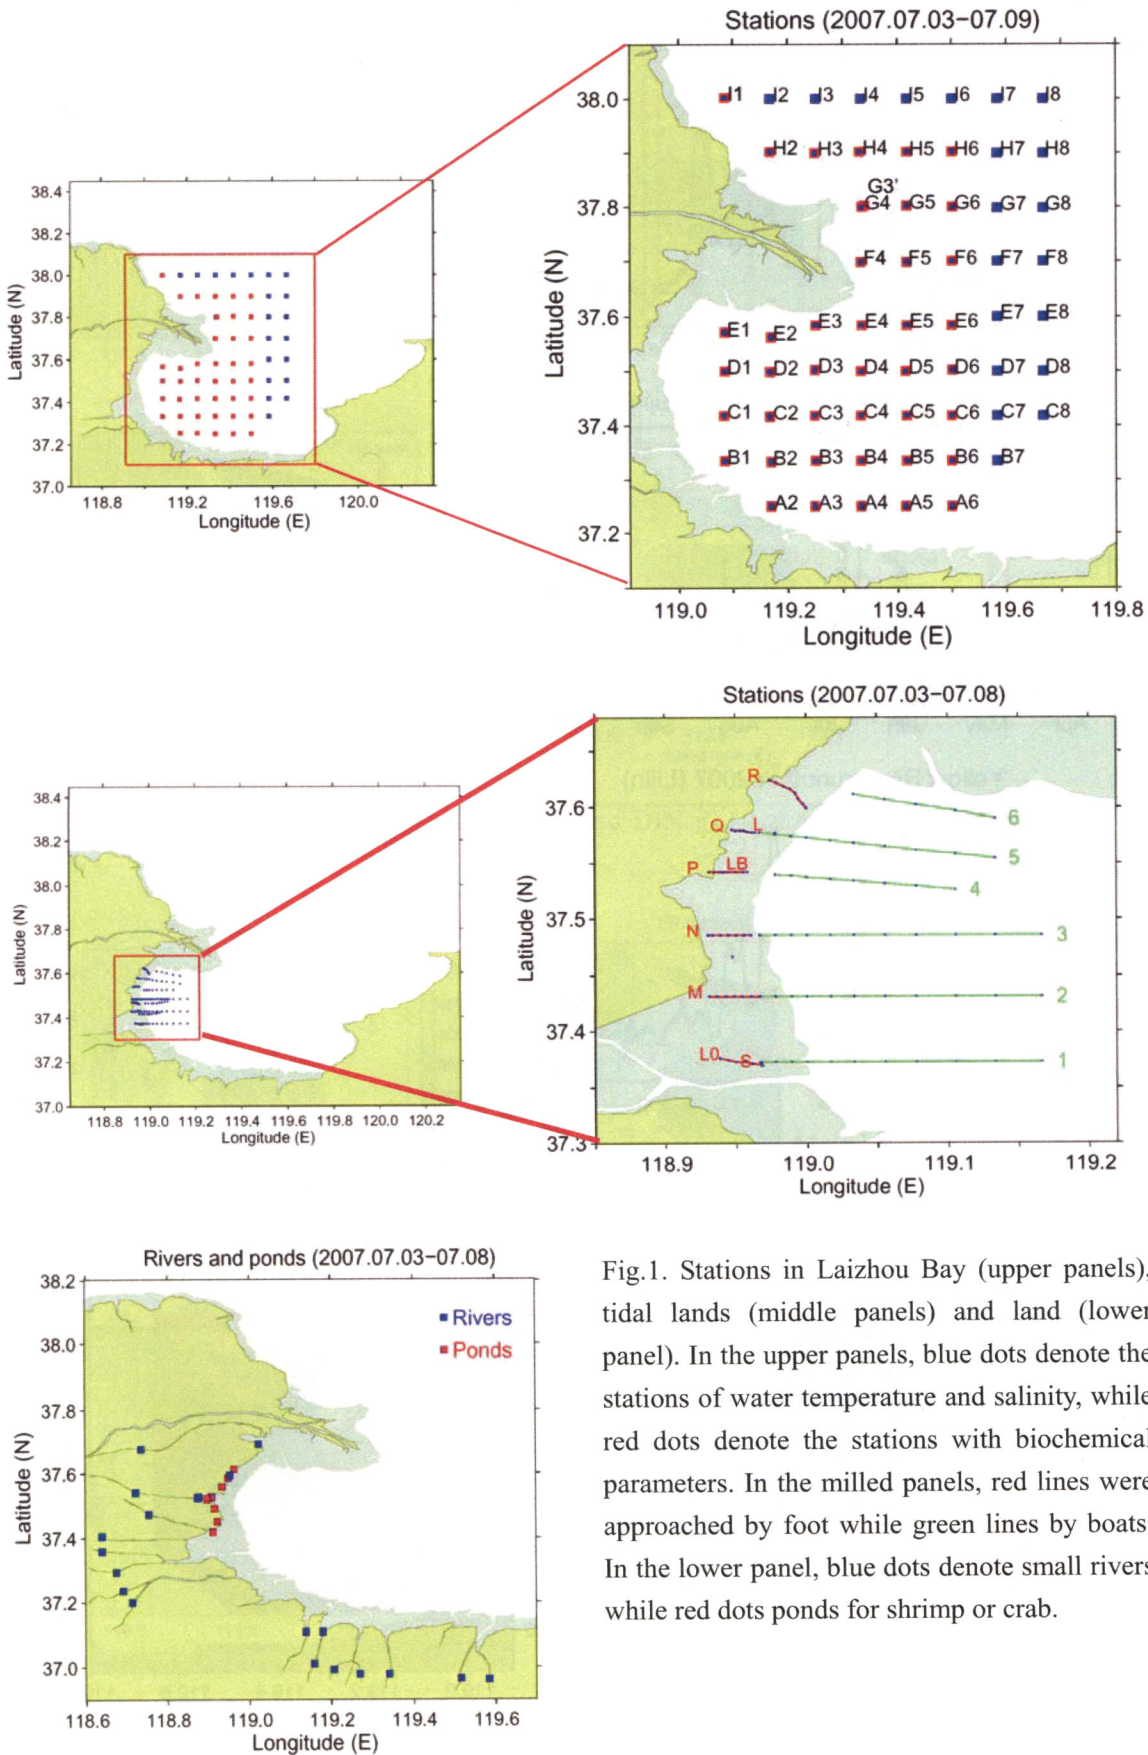 Stations (2007.07.03−07.09)
38.0
37.8
37.6
37.4
37.2
Latitude (N)
I1 I2 I3 I4 I5 I6 I7 I8
H2 H3 H4 H5 H6 H7 H8
G3'
G4 G5 G6 G7 G8
F4 F5 F6 F7 F8
E1 E2 E3 E4 E5 E6 E7 E8
D1 D2 D3 D4 D5 D6 D7 D8
C1 C2 C3 C4 C5 C6 C7 C8
B1 B2 B3 B4 B5 B6 B7
A2 A3 A4 A5 A6
119.0 119.2 119.4 119.6 119.8
Longitude (E)
38.4
38.2
38.0
37.8
37.6
37.4
37.2
37.0
Latitude (N)
118.8 119.2 119.6 120.0
Longitude (E)
38.4
38.2
38.0
37.8
37.6
37.4
37.2
37.0
Latitude (N)
118.8 119.0 119.2 119.4 119.6 119.8 120.0 120.2
Longitude (E)
Stations (2007.07.03−07.08)
37.6
37.5
37.4
37.3
Latitude (N)
R
6
Q L
5
P LB
4
N 3
M 2
L0 S 1
118.9 119.0 119.1 119.2
Longitude (E)
Rivers and ponds (2007.07.03−07.08)
38.2
38.0
37.8
37.6
37.4
37.2
37.0
Latitude (N)
Rivers
Ponds
118.6 118.8 119.0 119.2 119.4 119.6
Longitude (E)
Fig.1. Stations in Laizhou Bay (upper panels),
tidal lands (middle panels) and land (lower
panel). In the upper panels, blue dots denote the
stations of water temperature and salinity, while
red dots denote the stations with biochemical
parameters. In the milled panels, red lines were
approached by foot while green lines by boats.
In the lower panel, blue dots denote small rivers
while red dots ponds for shrimp or crab.